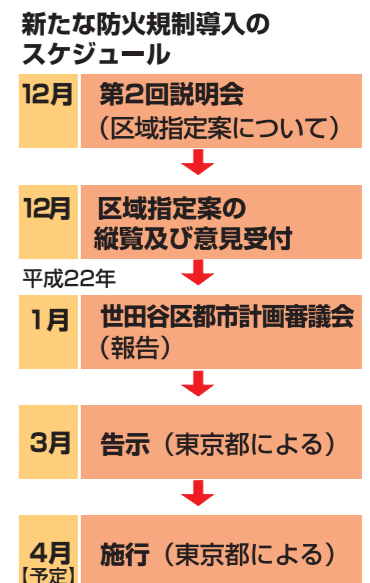 新たな防火規制導入の
スケジュール
12月
第2回説明会
（区域指定案について）
12月
区域指定案の
縦覧及び意見受付
平成22年
1月
世田谷区都市計画審議会
（報告）
3月
告示（東京都による）
4月
【予定】
施行（東京都による）